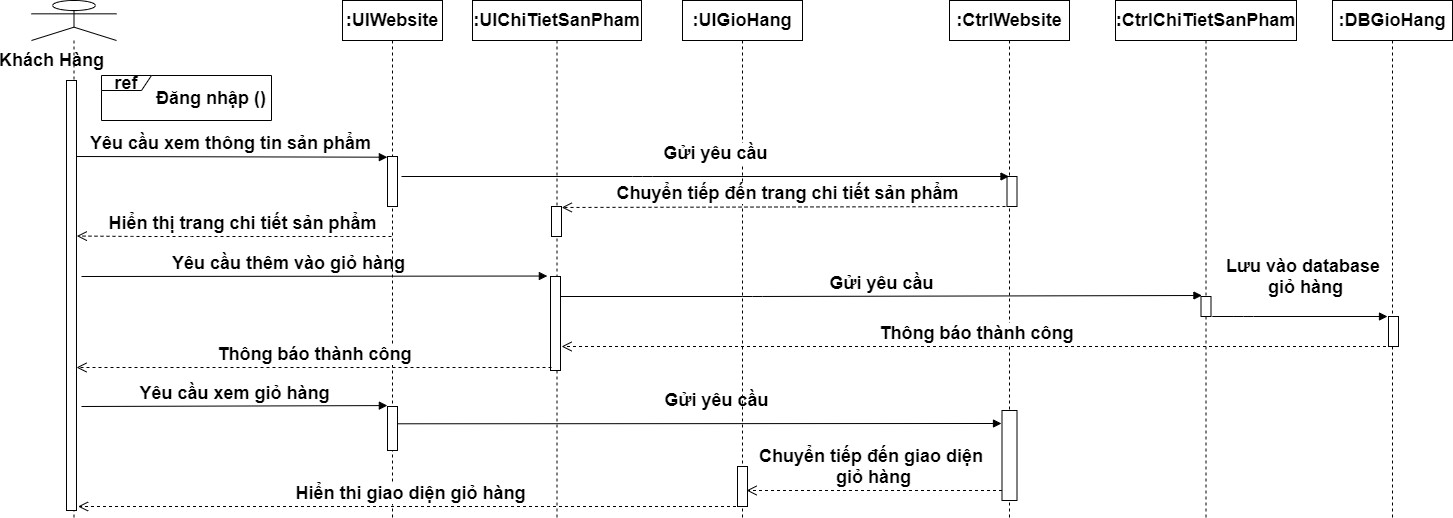 :UIWebsite
:UIChiTietSanPham
:UIGioHang
:CtrlWebsite
:CtrlChiTietSanPham
:DBGioHang
Khách Hàng
ref
Đăng nhập ()
Yêu cầu xem thông tin sản phẩm
Gửi yêu cầu
Chuyển tiếp đến trang chi tiết sản phẩm
Hiển thị trang chi tiết sản phẩm
Yêu cầu thêm vào giỏ hàng
Gửi yêu cầu
Lưu vào database
giỏ hàng
Thông báo thành công
Thông báo thành công
Yêu cầu xem giỏ hàng
Gửi yêu cầu
Chuyển tiếp đến giao diện
giỏ hàng
Hiển thi giao diện giỏ hàng